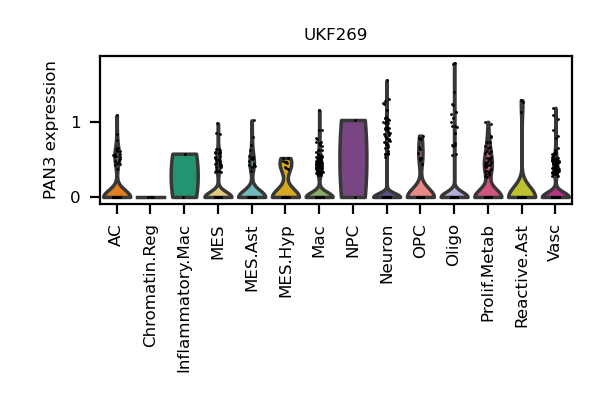 UKF269
PAN3 expression
1
0
AC
Chromatin.Reg
Inflammatory.Mac
MES
MES.Ast
MES.Hyp
Mac
NPC
Neuron
OPC
Oligo
Prolif.Metab
Reactive.Ast
Vasc